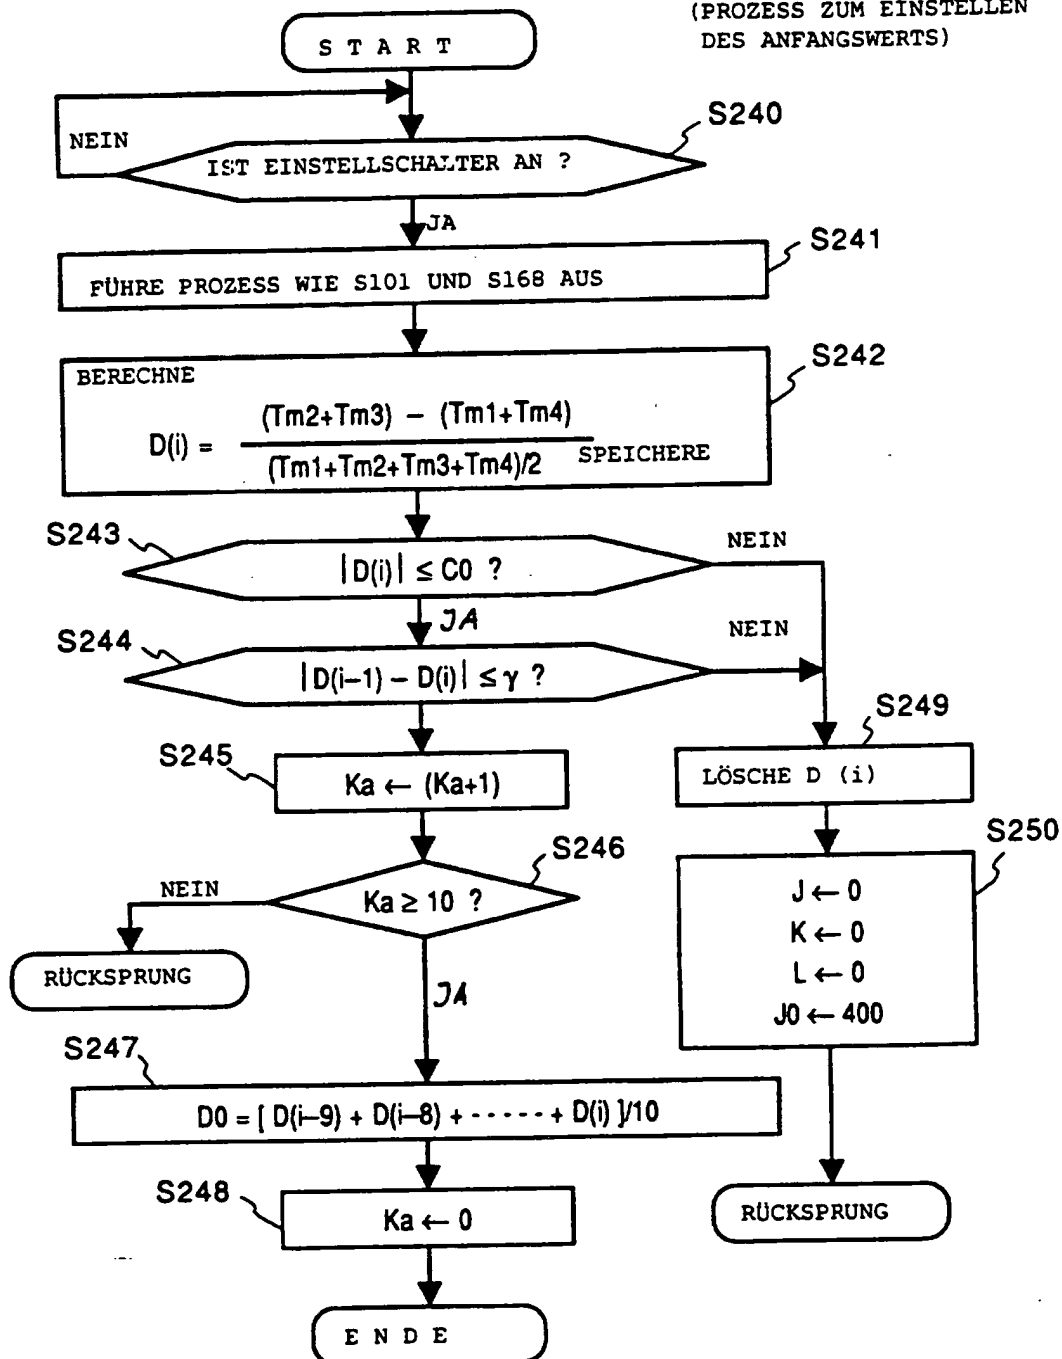 (PROZESS ZUM EINSTELLEN
DES ANFANGSWERTS)
START
NEIN
S240
IST EINSTELLSCHALTER AN ?
JA
S241
FÜHRE PROZESS WIE S101 UND S168 AUS
S242
BERECHNE
(Tm2+Tm3) – (Tm1+Tm4)
D(i) =
(Tm1+Tm2+Tm3+Tm4)/2
SPEICHERE
S243
|D(i)| ≤ C0 ?
NEIN
JA
S244
|D(i–1) – D(i)| ≤ γ ?
NEIN
S245
Ka ← (Ka+1)
S249
LÖSCHE D (i)
S246
Ka ≥ 10 ?
NEIN
RÜCKSPRUNG
JA
S250
J ← 0
K ← 0
L ← 0
J0 ← 400
S247
D0 = [ D(i–9) + D(i–8) + - - - - - + D(i) ]/10
S248
Ka ← 0
RÜCKSPRUNG
ENDE